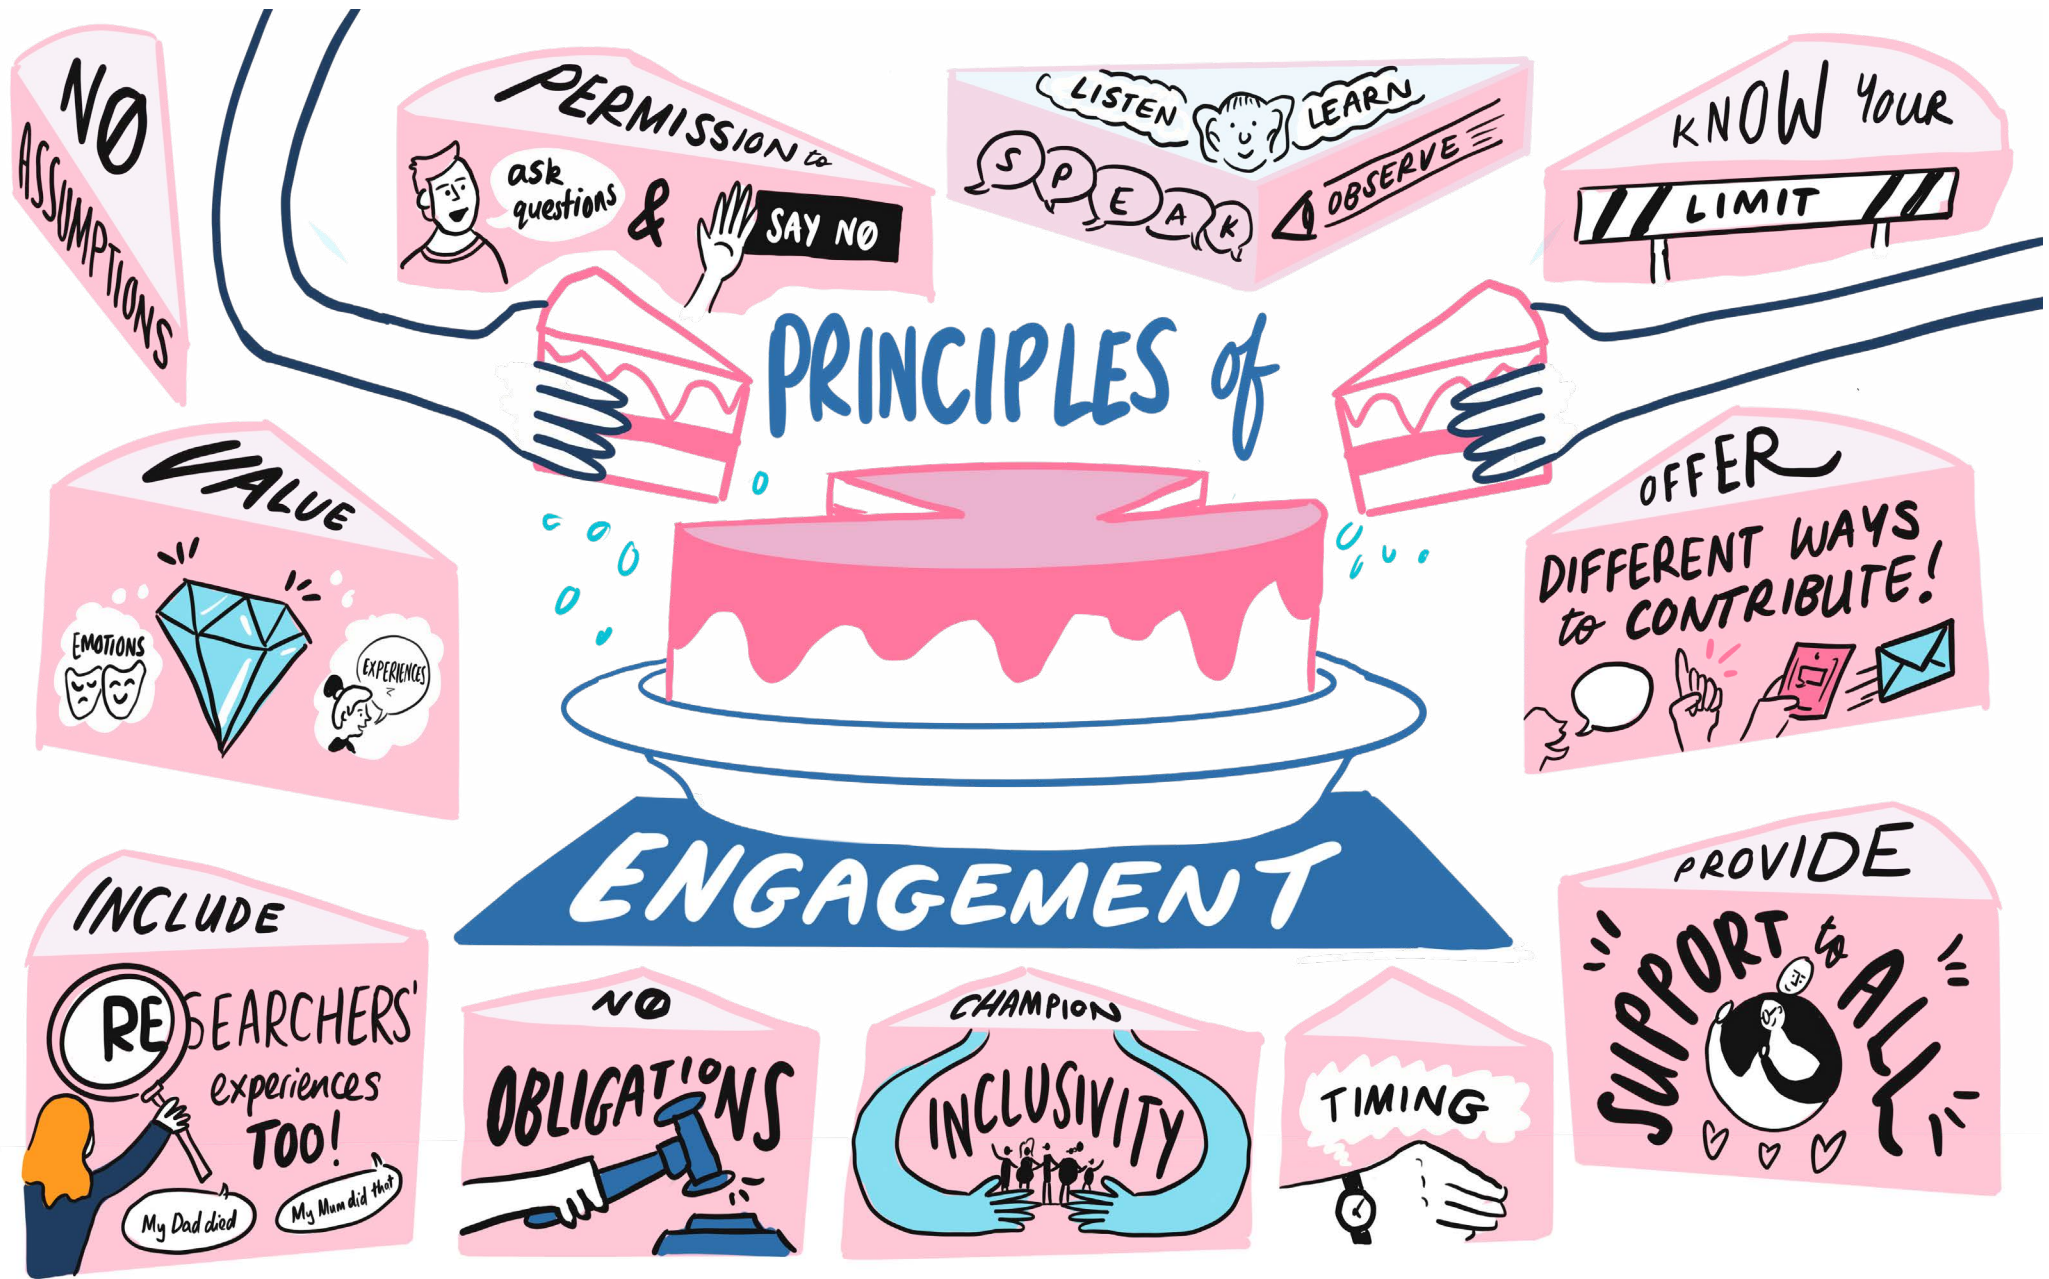 NO
ASSUMPTIONS
PERMISSION to
ask
questions
&
SAY NO
LISTEN
LEARN
SPEAK
OBSERVE
KNOW YOUR
LIMIT
PRINCIPLES of
ENGAGEMENT
VALUE
EMOTIONS
EXPERIENCES
OFFER
DIFFERENT WAYS
to CONTRIBUTE!
INCLUDE
RESEARCHERS'
experiences
TOO!
My Dad died
My Mum did that
NO
OBLIGATIONS
CHAMPION
INCLUSIVITY
TIMING
PROVIDE
SUPPORT to ALL